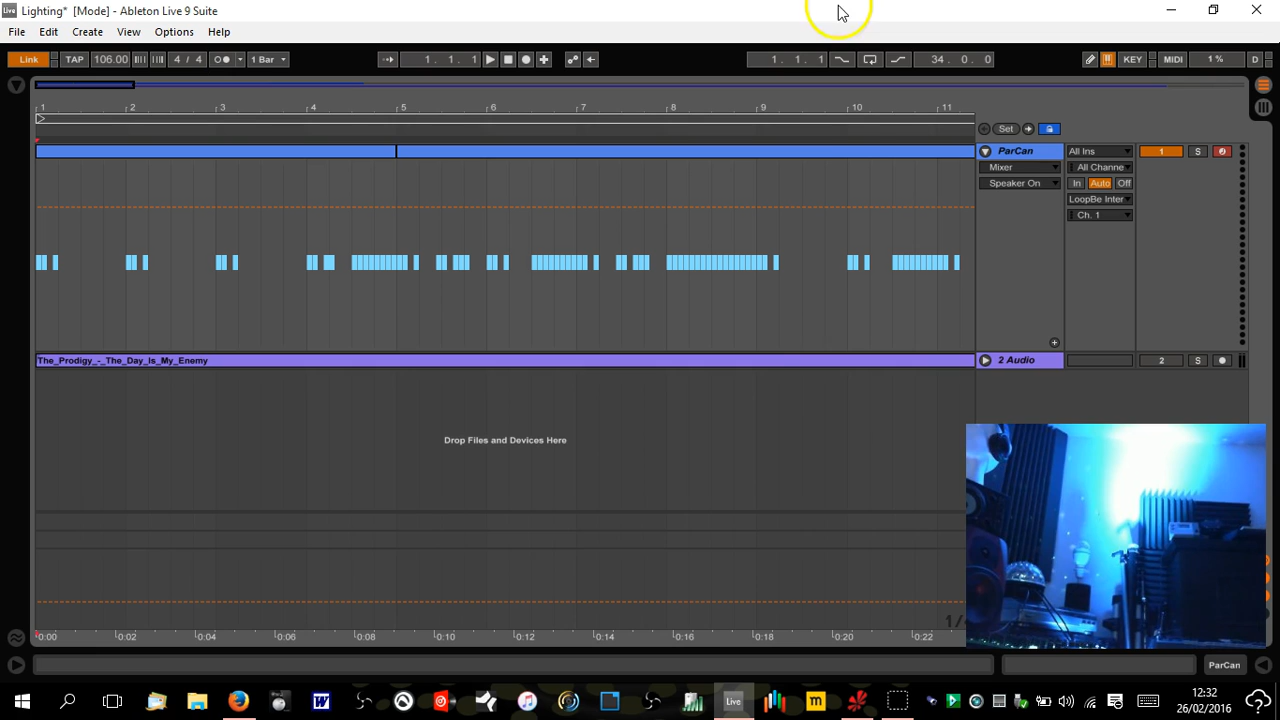 Live Lighting* [Mode] - Ableton Live 9 Suite
File Edit Create View Options Help
Link TAP 106.00 4 / 4 1 Bar 1. 1. 1 1. 1. 1 34. 0. 0 KEY MIDI 1 % D
1 2 3 4 5 6 7 8 9 10 11
Set
ParCan All Ins 1 S
Mixer All Channe
Speaker On In Auto Off
LoopBe Inter
Ch. 1
The_Prodigy_-_The_Day_Is_My_Enemy 2 Audio 2 S
Drop Files and Devices Here
0:00 0:02 0:04 0:06 0:08 0:10 0:12 0:14 0:16 0:18 0:20 0:22
ParCan
Live
12:32
26/02/2016